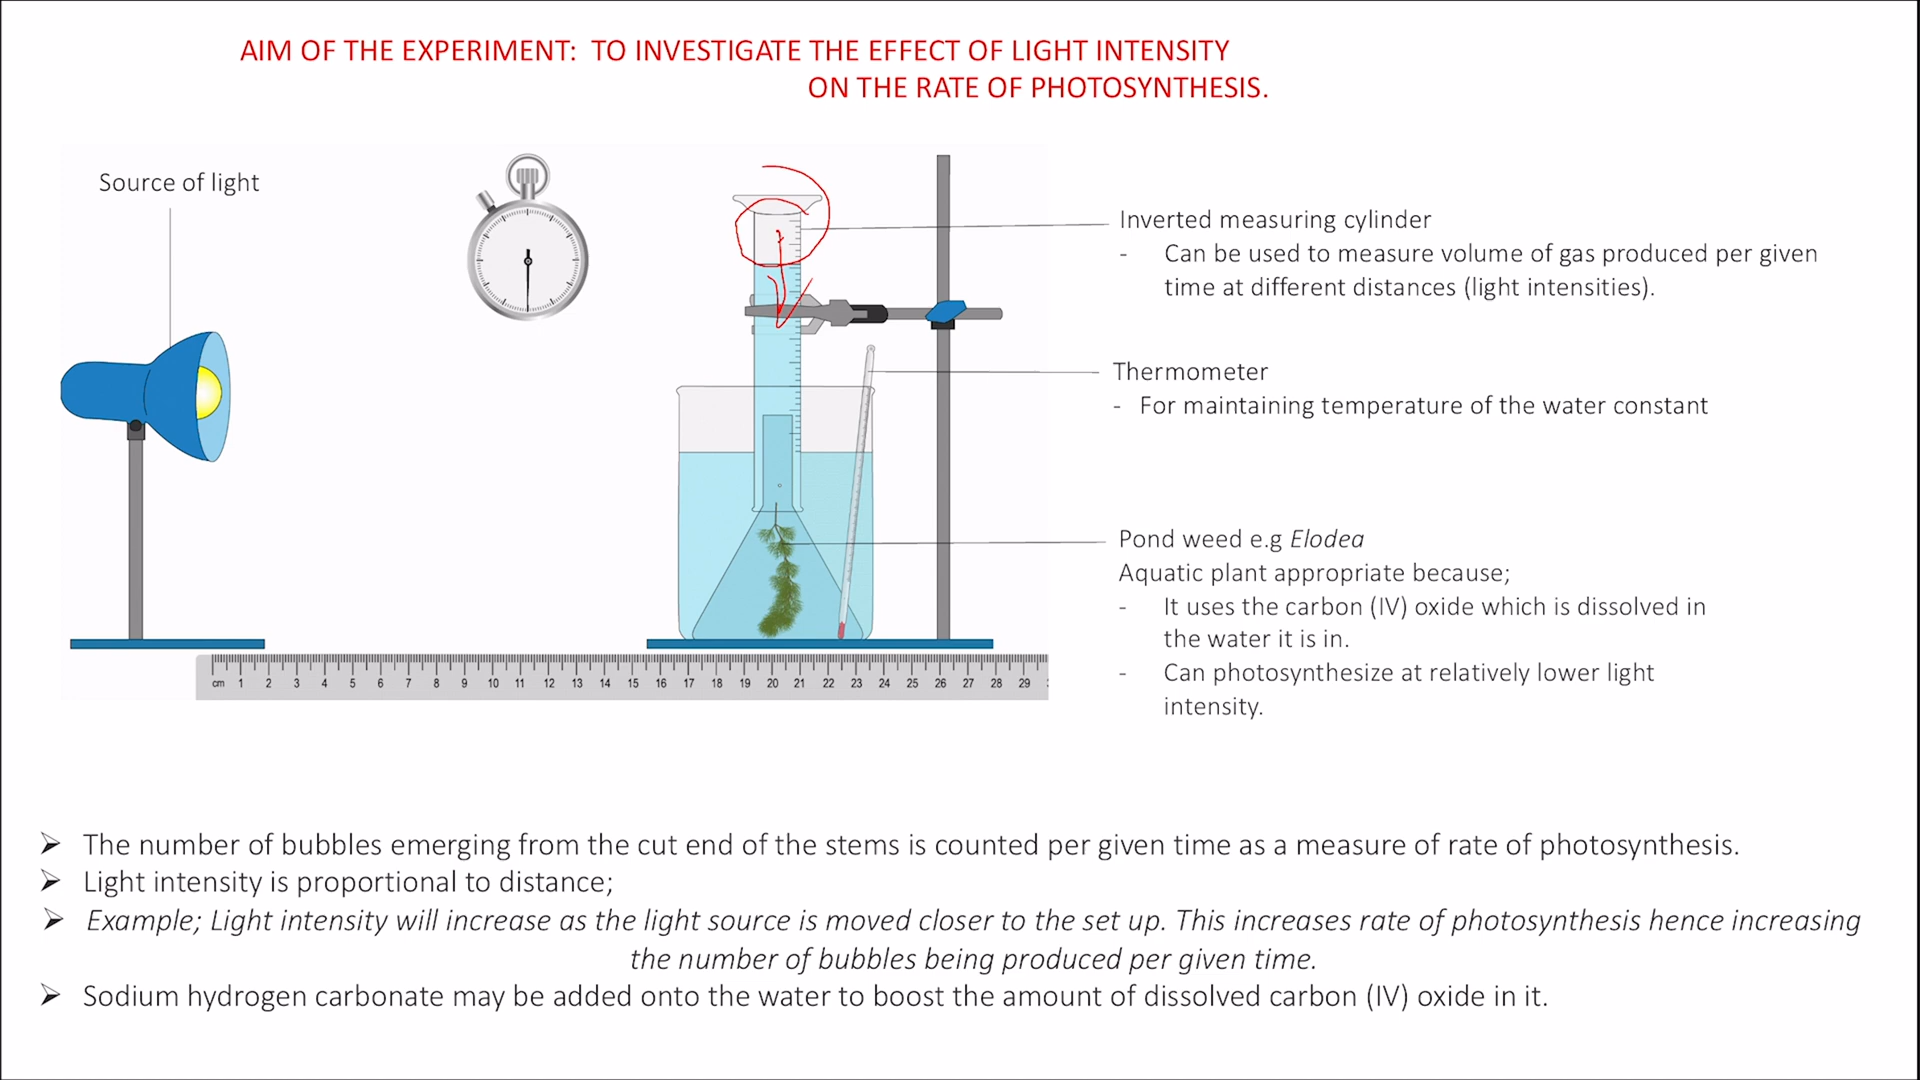 AIM OF THE EXPERIMENT: TO INVESTIGATE THE EFFECT OF LIGHT INTENSITY
ON THE RATE OF PHOTOSYNTHESIS.
Source of light
Inverted measuring cylinder
- Can be used to measure volume of gas produced per given
time at different distances (light intensities).
Thermometer
- For maintaining temperature of the water constant
Pond weed e.g Elodea
Aquatic plant appropriate because;
- It uses the carbon (IV) oxide which is dissolved in
the water it is in.
- Can photosynthesize at relatively lower light
intensity.
cm 1 2 3 4 5 6 7 8 9 10 11 12 13 14 15 16 17 18 19 20 21 22 23 24 25 26 27 28 29
➢ The number of bubbles emerging from the cut end of the stems is counted per given time as a measure of rate of photosynthesis.
➢ Light intensity is proportional to distance;
➢ Example; Light intensity will increase as the light source is moved closer to the set up. This increases rate of photosynthesis hence increasing
the number of bubbles being produced per given time.
➢ Sodium hydrogen carbonate may be added onto the water to boost the amount of dissolved carbon (IV) oxide in it.